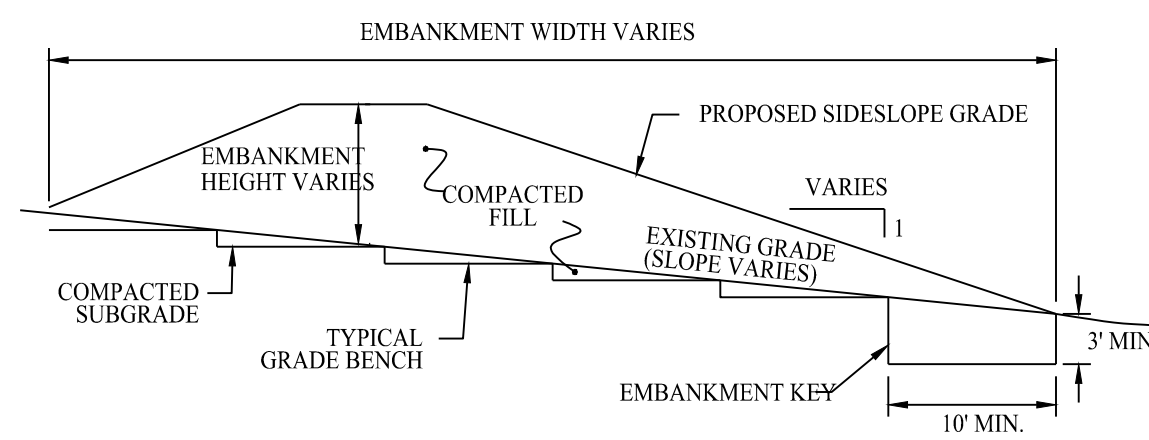 EMBANKMENT WIDTH VARIES
PROPOSED SIDESLOPE GRADE
EMBANKMENT
HEIGHT VARIES
COMPACTED
FILL
VARIES
1
EXISTING GRADE
(SLOPE VARIES)
COMPACTED
SUBGRADE
TYPICAL
GRADE BENCH
3' MIN
EMBANKMENT KEY
10' MIN.